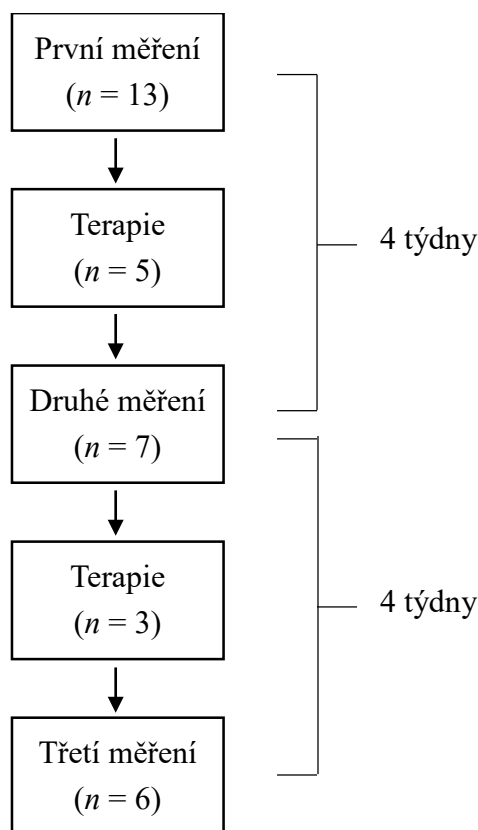 První měření
(n = 13)
Terapie
(n = 5)
4 týdny
Druhé měření
(n = 7)
Terapie
(n = 3)
4 týdny
Třetí měření
(n = 6)